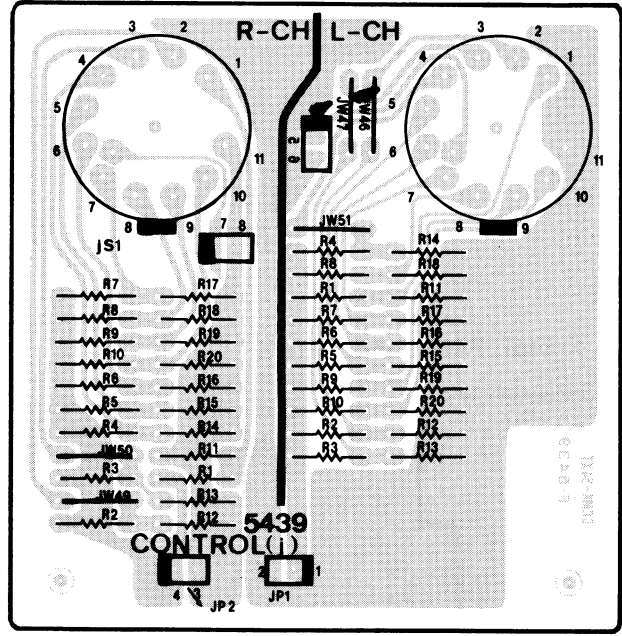 R-CH L-CH
3 2
4 1
5
6 11
7 10
8 9
jS1
7 8
5
6
JW47
JW46
3 2
4 1
5
6 11
7 10
8 9
JW51
R4 R14
R8 R18
R1 R11
R7 R17
R6 R16
R5 R15
R9 R19
R10 R20
R2 R12
R3 R13
R7 R17
R8 R18
R9 R19
R10 R20
R6 R16
R5 R15
R4 R14
JW50 R11
R3 R1
JW49 R13
R2 R12
5439
CONTROL(j)
4 3
JP2
2 1
JP1
F5439